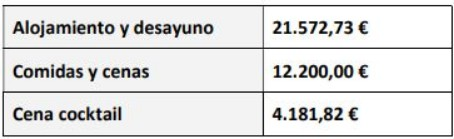 Alojamiento y desayuno 21.572,73 €
Comidas y cenas 12.200,00 €
Cena cocktail 4.181,82 €